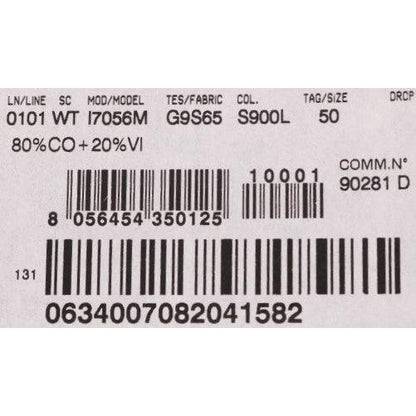 LN/LINE SC MOD/MODEL TES/FABRIC COL. TAG/SIZE DRCP
0101 WT I7056M G9S65 S900L 50
80%CO+20%VI
10001
COMM.N°
90281 D
8 056454 350125
131
0634007082041582